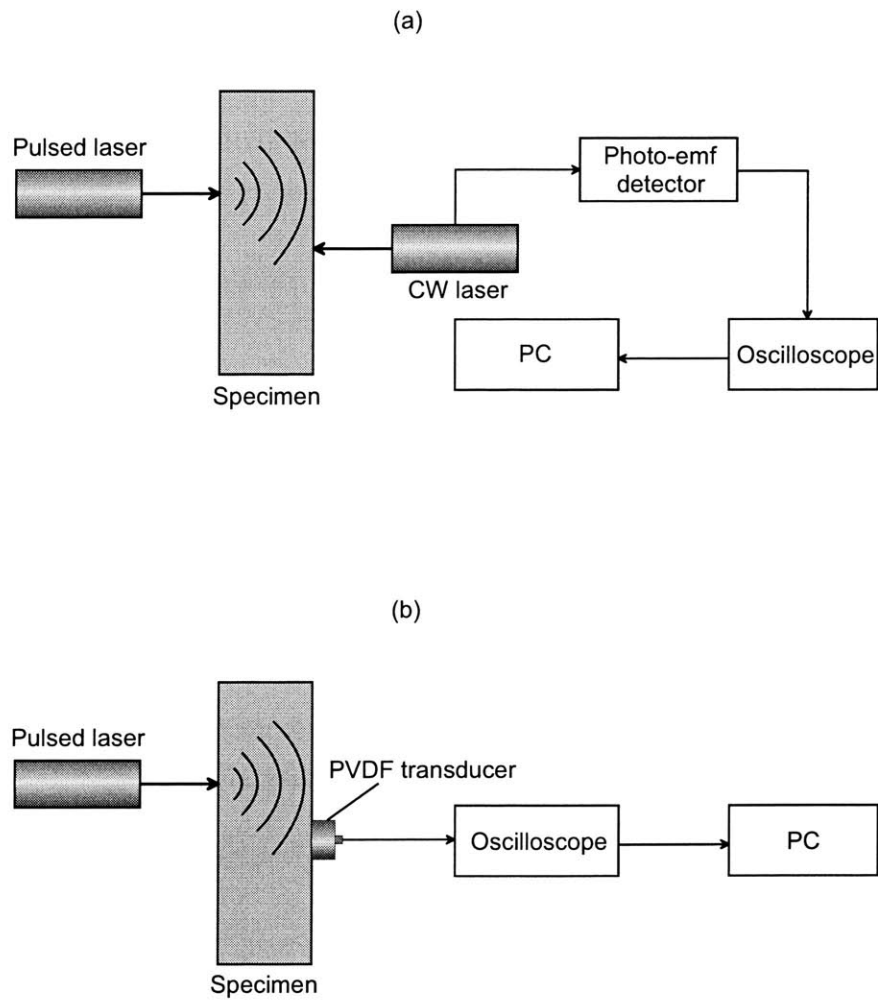 (a)
Pulsed laser
Photo-emf
detector
CW laser
PC
Oscilloscope
Specimen
(b)
Pulsed laser
PVDF transducer
Oscilloscope
PC
Specimen